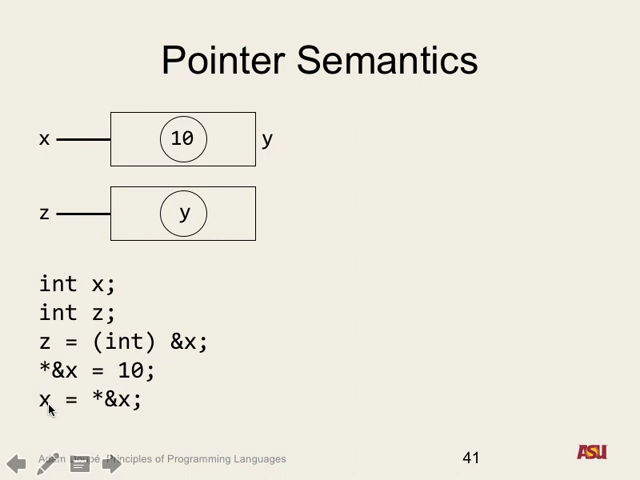 Pointer Semantics
x 10 y
z y
int x;
int z;
z = (int) &x;
*&x = 10;
x = *&x;
Principles of Programming Languages
41
ASU